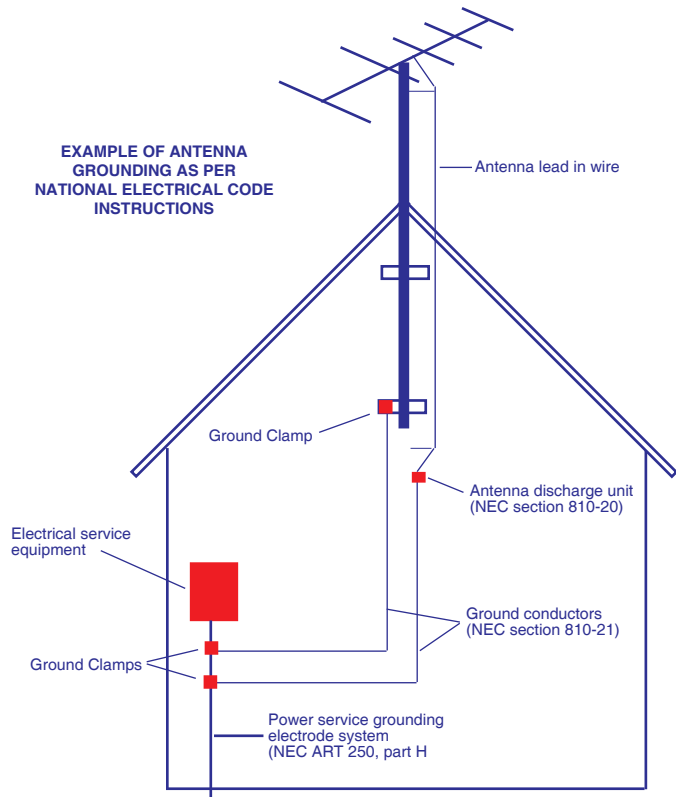 EXAMPLE OF ANTENNA
GROUNDING AS PER
NATIONAL ELECTRICAL CODE
INSTRUCTIONS
Antenna lead in wire
Ground Clamp
Antenna discharge unit
(NEC section 810-20)
Electrical service
equipment
Ground conductors
(NEC section 810-21)
Ground Clamps
Power service grounding
electrode system
(NEC ART 250, part H